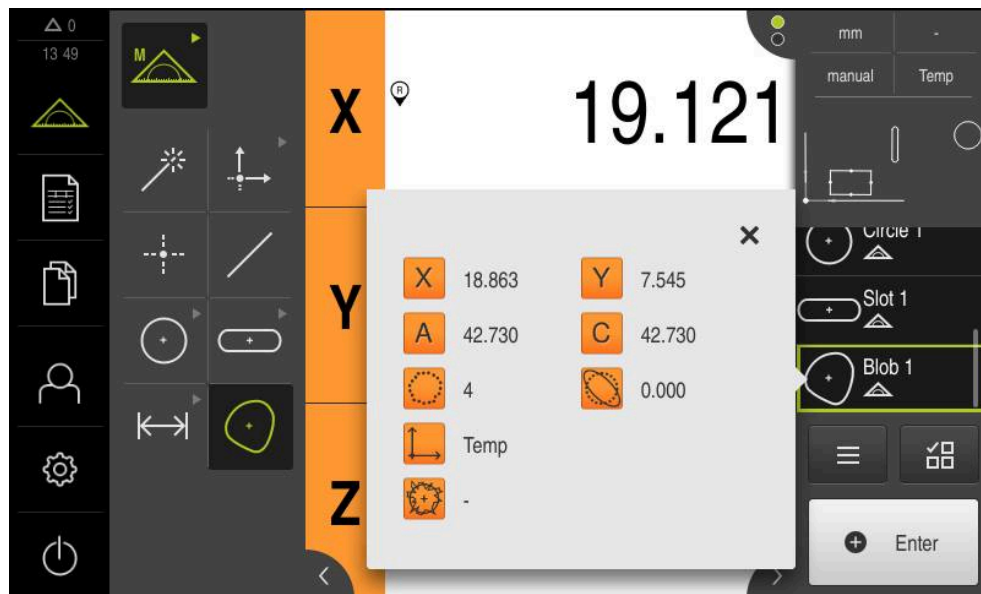 0
13 49
M
X
R
19.121
Y
Z
X 18.863 Y 7.545
A 42.730 C 42.730
4 0.000
Temp
-
mm -
manual Temp
Circle 1
Slot 1
Blob 1
Enter